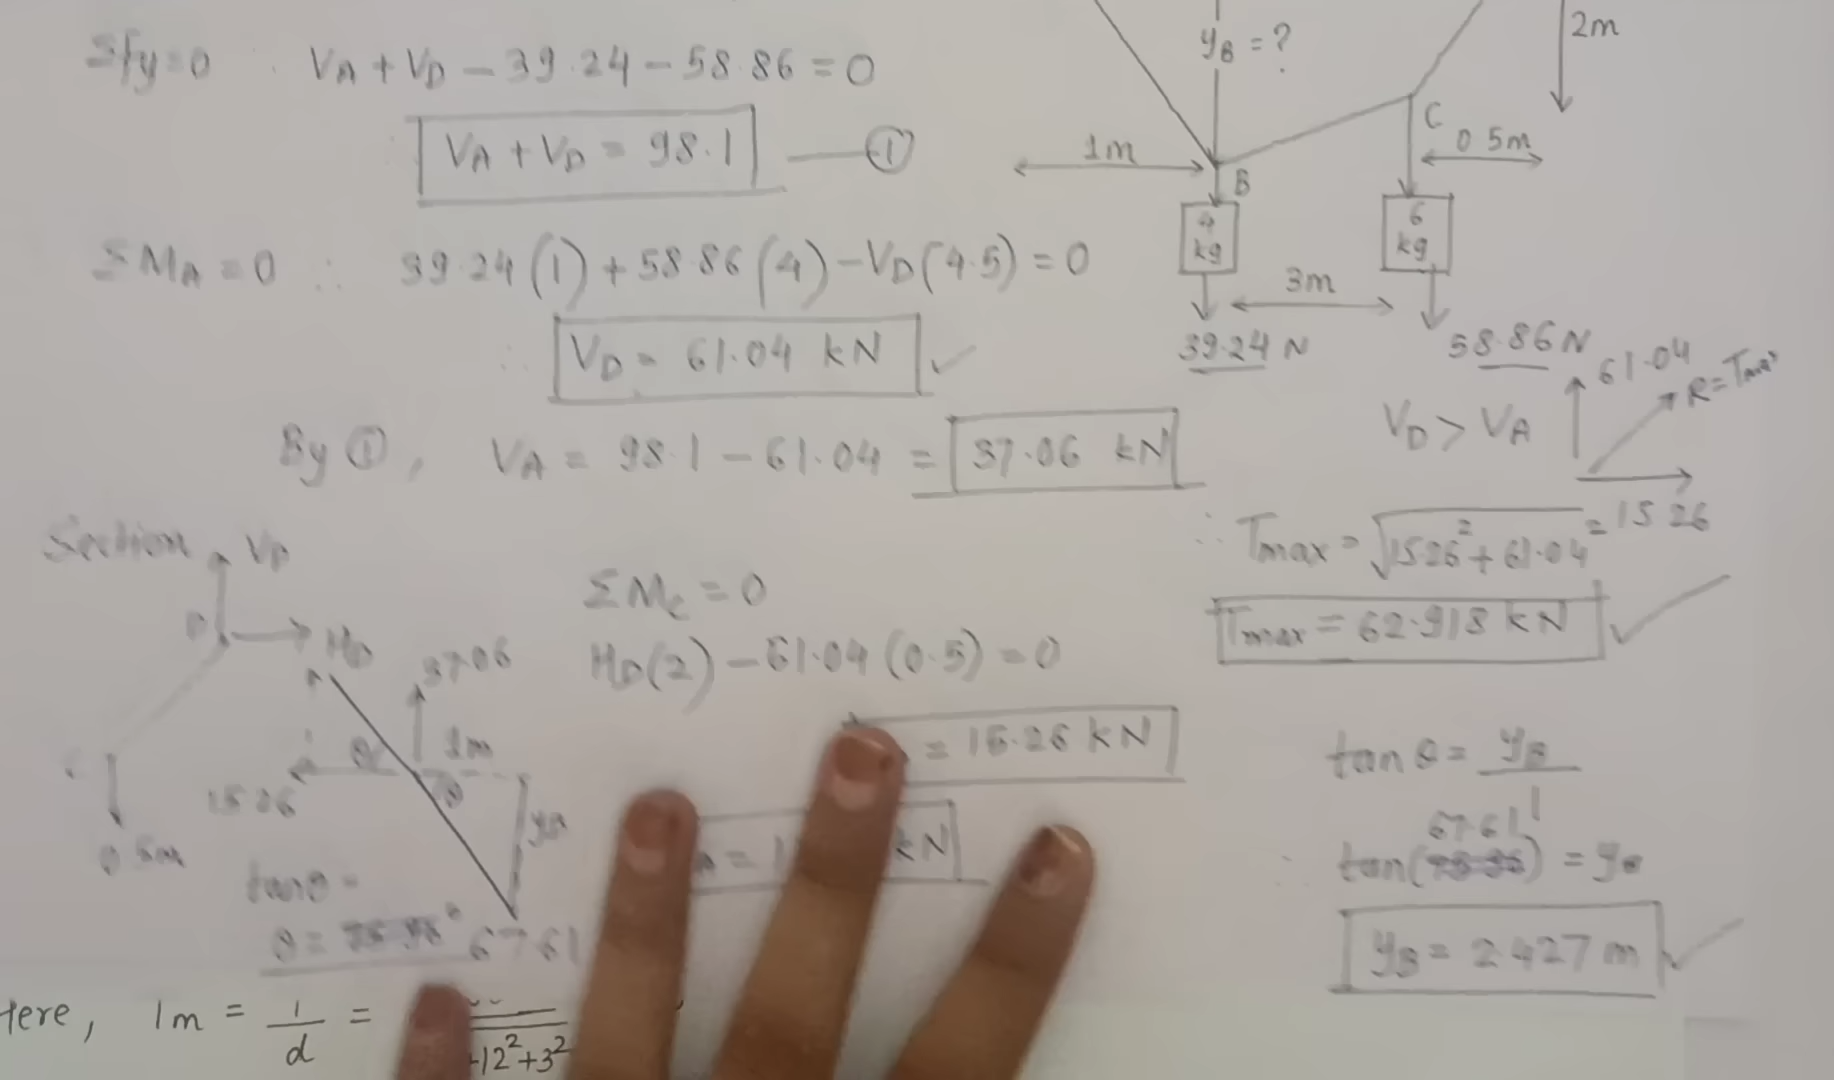 ΣFy=0 ∴ VA + VD − 39.24 − 58.86 = 0
VA + VD = 98.1 — ①
ΣMA = 0 ∴ 39.24 (1) + 58.86 (4) − VD (4.5) = 0
∴ VD = 61.04 kN ✓
By ①, VA = 98.1 − 61.04 = 37.06 kN
yB = ?
2m
1m
B
C
0.5m
4
kg
6
kg
3m
39.24 N
58.86 N
VD > VA
61.04
R = Tmax
15.26
∴ Tmax = √15.26² + 61.04²
Tmax = 62.918 kN ✓
Section
VD
D
HD
0.5m
37.06
1m
θ
θ
15.26
yB
tanθ =
θ = 67.61
ΣMC = 0
HD(2) − 61.04 (0.5) = 0
= 15.26 kN
kN
tan θ = yB
1
67.61
∴ tan( ) = yB
yB = 2.427 m ✓
Here, 1m = 1/d =
12² + 3²